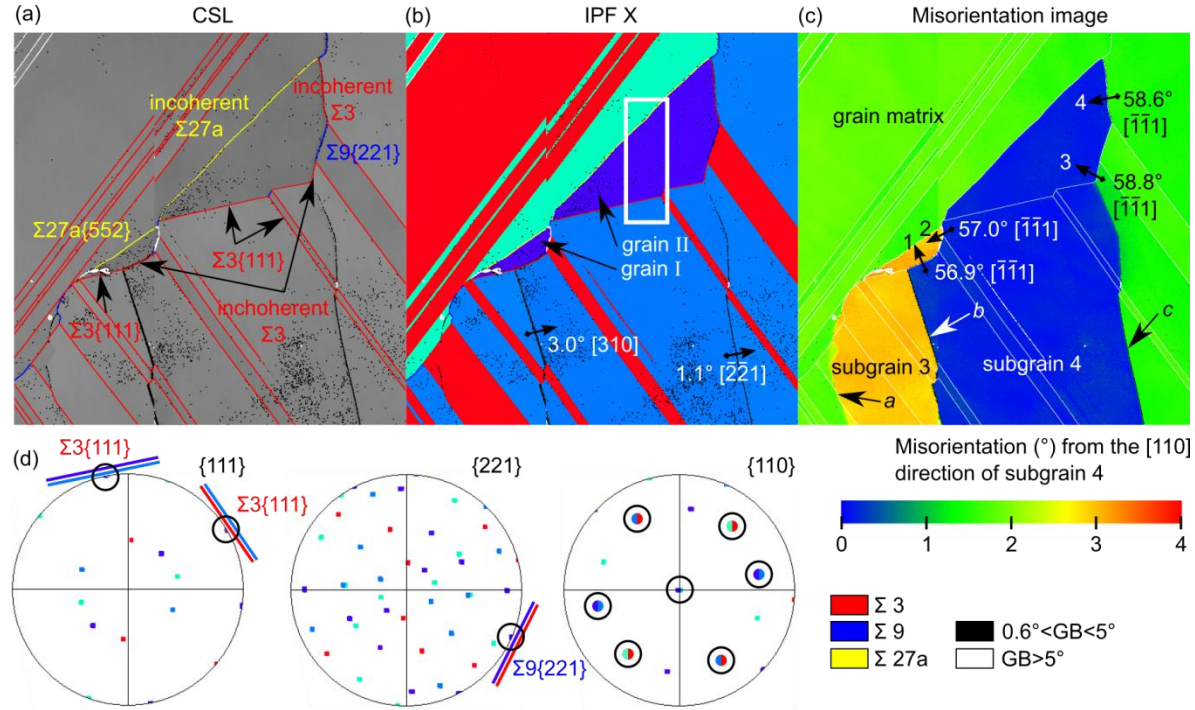 (a) CSL
(b) IPF X
(c) Misorientation image
incoherent
Σ27a
incoherent
Σ3
Σ9{221}
Σ27a{552}
Σ3{111}
Σ3{111}
inchoherent
Σ3
grain II
grain I
3.0° [310]
1.1° [2̅2̅1]
grain matrix
4
58.6°
[1̅1̅1]
3
58.8°
[1̅1̅1]
2
1
57.0° [1̅1̅1]
56.9° [1̅1̅1]
b
c
subgrain 3
subgrain 4
a
(d)
Σ3{111}
{111}
Σ3{111}
{221}
Σ9{221}
{110}
Misorientation (°) from the [110]
direction of subgrain 4
0 1 2 3 4
Σ 3
Σ 9
Σ 27a
0.6°<GB<5°
GB>5°